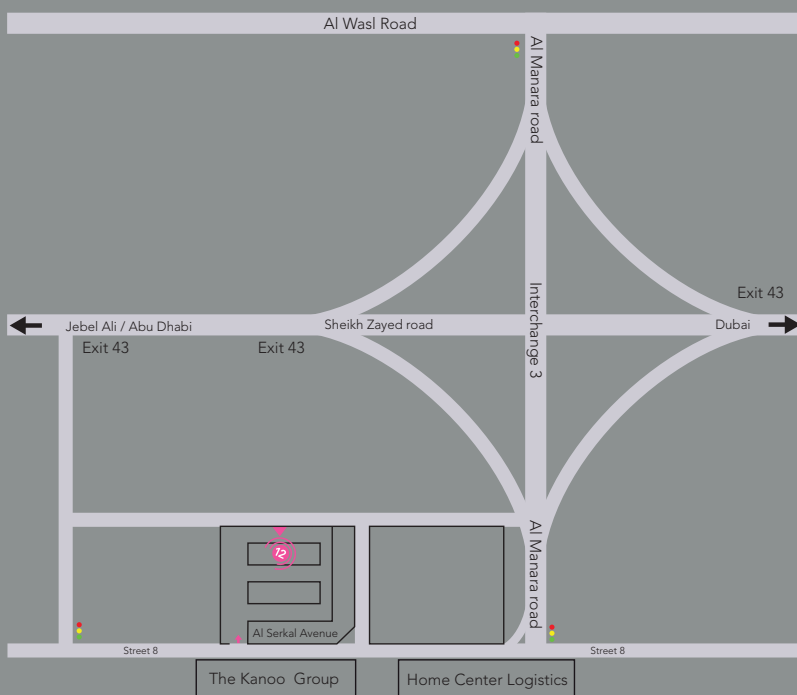 Al Wasl Road
Al Manara road
Exit 43
Interchange 3
Jebel Ali / Abu Dhabi
Sheikh Zayed road
Dubai
Exit 43
Exit 43
Al Manara road
12
Al Serkal Avenue
Street 8
Street 8
The Kanoo Group
Home Center Logistics